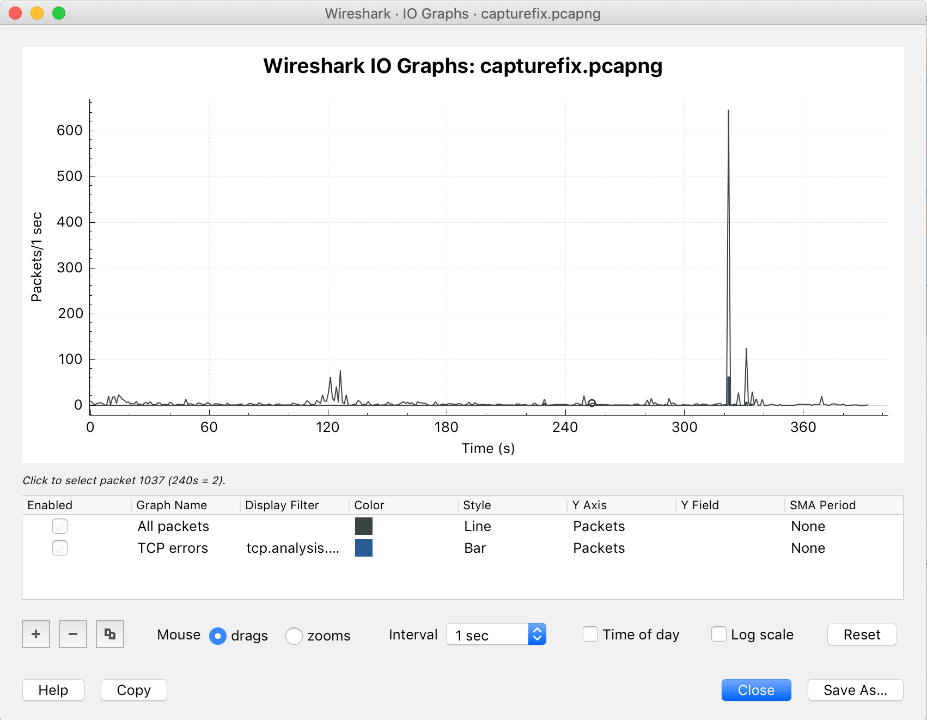 Wireshark · IO Graphs · capturefix.pcapng
Wireshark IO Graphs: capturefix.pcapng
Packets/1 sec
600
500
400
300
200
100
0
0 60 120 180 240 300 360
Time (s)
Click to select packet 1037 (240s = 2).
Enabled Graph Name Display Filter Color Style Y Axis Y Field SMA Period
All packets Line Packets None
TCP errors tcp.analysis.... Bar Packets None
+ − Mouse drags zooms Interval 1 sec Time of day Log scale Reset
Help Copy Close Save As...